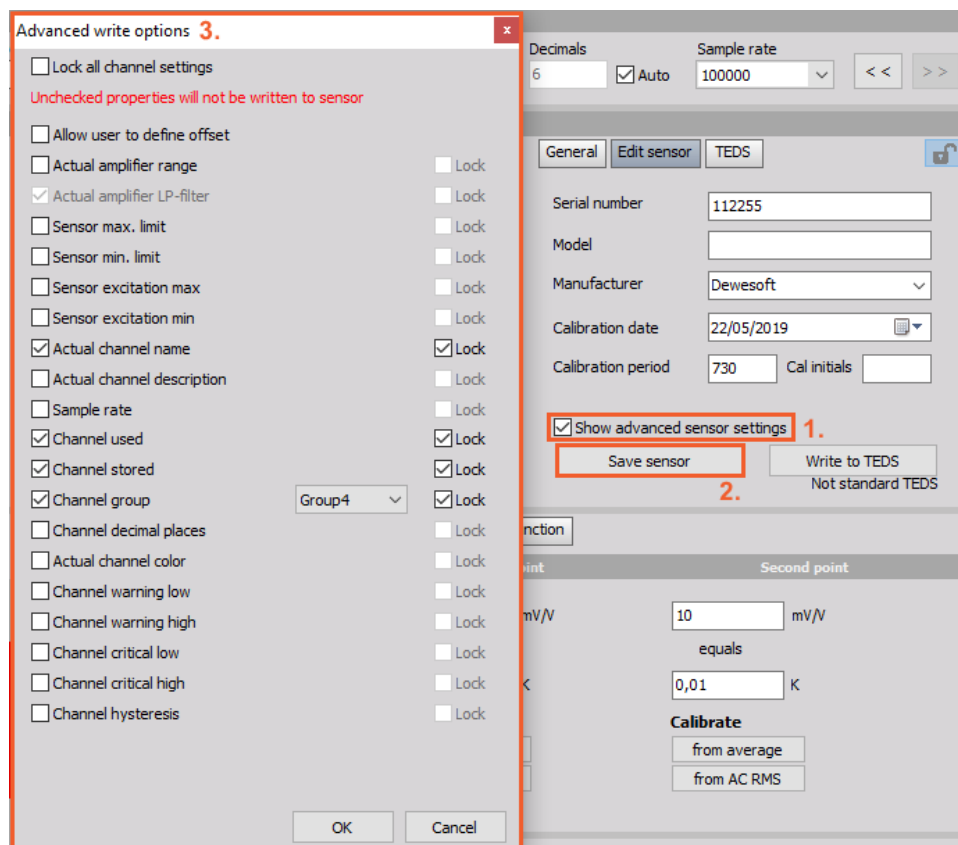 Advanced write options 3.
x
Lock all channel settings
Unchecked properties will not be written to sensor
Allow user to define offset
Actual amplifier range Lock
Actual amplifier LP-filter Lock
Sensor max. limit Lock
Sensor min. limit Lock
Sensor excitation max Lock
Sensor excitation min Lock
Actual channel name Lock
Actual channel description Lock
Sample rate Lock
Channel used Lock
Channel stored Lock
Channel group Group4 Lock
Channel decimal places Lock
Actual channel color Lock
Channel warning low Lock
Channel warning high Lock
Channel critical low Lock
Channel critical high Lock
Channel hysteresis Lock
OK Cancel
Decimals Sample rate
6 Auto 100000 << >>
General Edit sensor TEDS
Serial number 112255
Model
Manufacturer Dewesoft
Calibration date 22/05/2019
Calibration period 730 Cal initials
Show advanced sensor settings 1.
Save sensor Write to TEDS
2. Not standard TEDS
nction
int Second point
mV/V 10 mV/V
equals
K 0,01 K
Calibrate
from average
from AC RMS